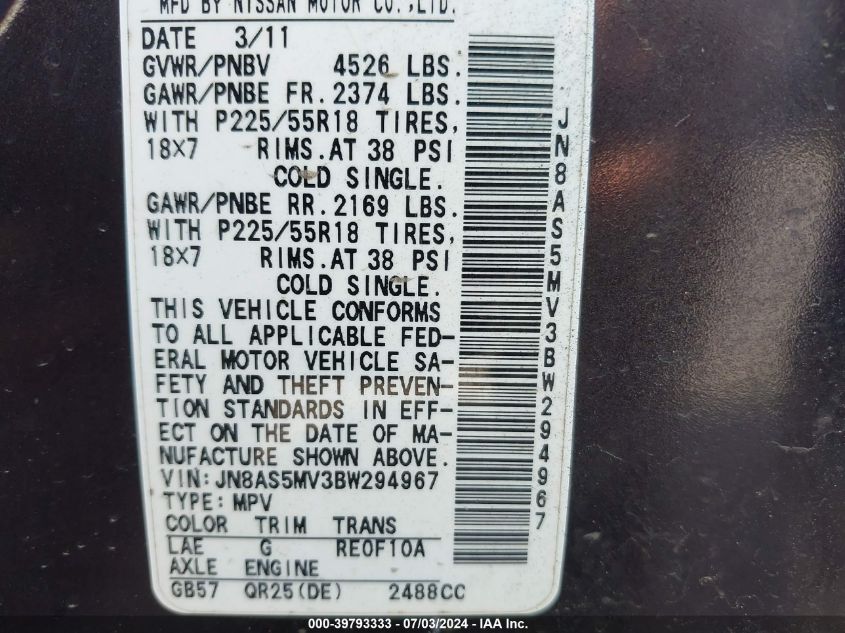 MFD BY NISSAN MOTOR CO.,LTD.
DATE 3/11
GVWR/PNBV 4526 LBS.
GAWR/PNBE FR.2374 LBS.
WITH P225/55R18 TIRES,
18X7 RIMS.AT 38 PSI
COLD SINGLE.
GAWR/PNBE RR.2169 LBS.
WITH P225/55R18 TIRES,
18X7 RIMS.AT 38 PSI
COLD SINGLE.
THIS VEHICLE CONFORMS
TO ALL APPLICABLE FED-
ERAL MOTOR VEHICLE SA-
FETY AND THEFT PREVEN-
TION STANDARDS IN EFF-
ECT ON THE DATE OF MA-
NUFACTURE SHOWN ABOVE.
VIN:JN8AS5MV3BW294967
TYPE:MPV
COLOR TRIM TRANS
LAE G RE0F10A
AXLE ENGINE
GB57 QR25(DE) 2488CC
JN8AS5MV3BW294967
000-39793333 - 07/03/2024 - IAA Inc.